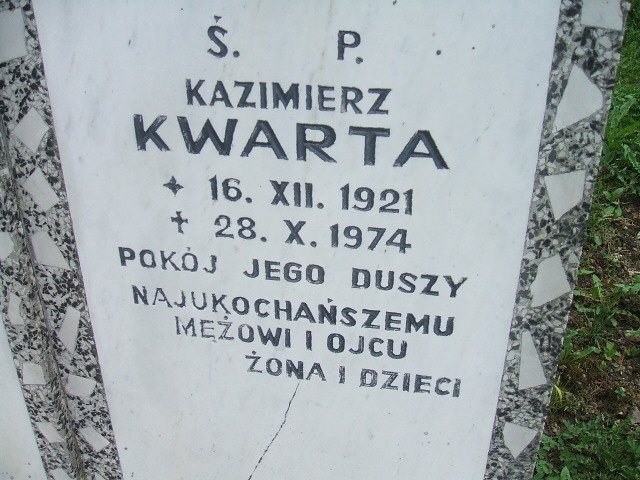 Ś. P.
KAZIMIERZ
KWARTA
16. XII. 1921
† 28. X. 1974
POKÓJ JEGO DUSZY
NAJUKOCHAŃSZEMU
MĘŻOWI I OJCU
ŻONA I DZIECI